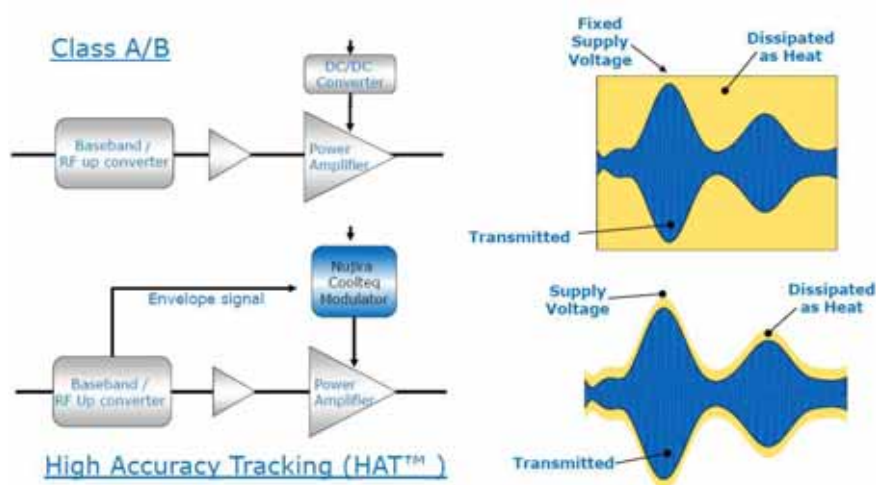 Class A/B
DC/DC
Converter
Baseband /
RF up converter
Power
Amplifier
Fixed
Supply
Voltage
Dissipated
as Heat
Transmitted
Nujira
Coolteq
Modulator
Envelope signal
Baseband /
RF Up converter
Power
Amplifier
High Accuracy Tracking (HAT™ )
Supply
Voltage
Dissipated
as Heat
Transmitted